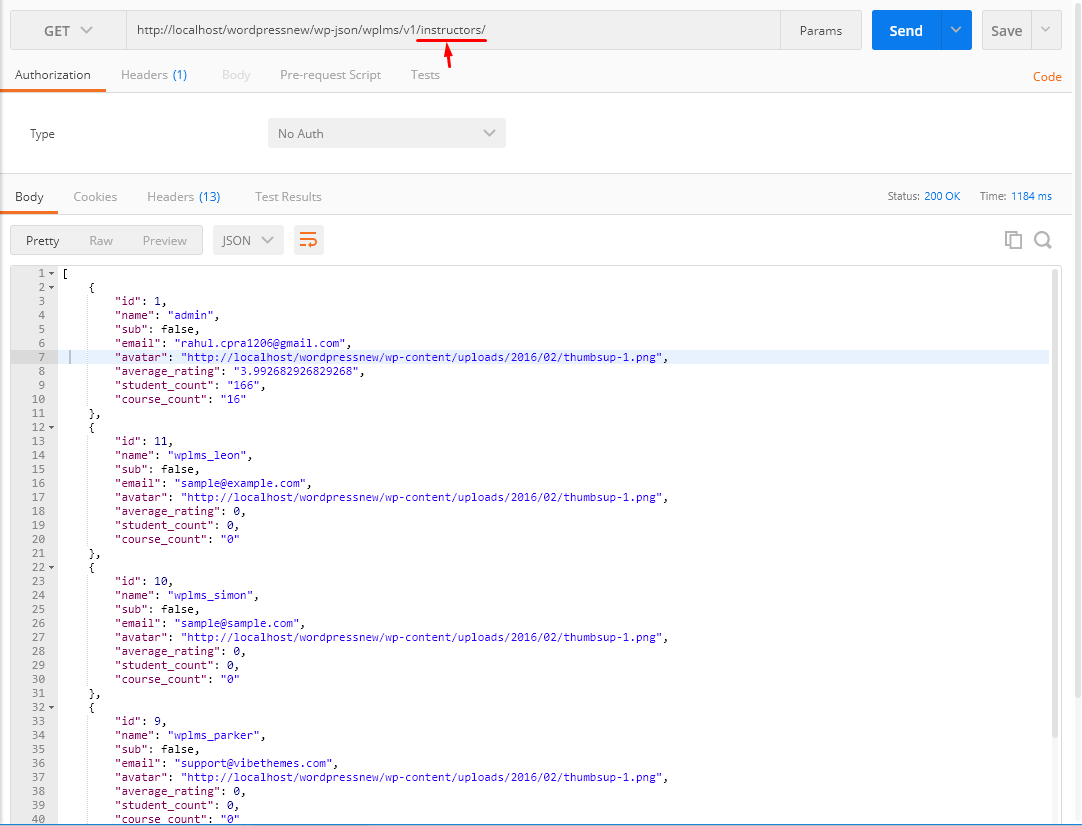 GET http://localhost/wordpressnew/wp-json/wplms/v1/instructors/ Params Send Save
Authorization Headers (1) Body Pre-request Script Tests Code
Type No Auth
Body Cookies Headers (13) Test Results Status: 200 OK Time: 1184 ms
Pretty Raw Preview JSON
1 [
2 {
3 "id": 1,
4 "name": "admin",
5 "sub": false,
6 "email": "rahul.cpra1206@gmail.com",
7 "avatar": "http://localhost/wordpressnew/wp-content/uploads/2016/02/thumbsup-1.png",
8 "average_rating": "3.992682926829268",
9 "student_count": "166",
10 "course_count": "16"
11 },
12 {
13 "id": 11,
14 "name": "wplms_leon",
15 "sub": false,
16 "email": "sample@example.com",
17 "avatar": "http://localhost/wordpressnew/wp-content/uploads/2016/02/thumbsup-1.png",
18 "average_rating": 0,
19 "student_count": 0,
20 "course_count": "0"
21 },
22 {
23 "id": 10,
24 "name": "wplms_simon",
25 "sub": false,
26 "email": "sample@sample.com",
27 "avatar": "http://localhost/wordpressnew/wp-content/uploads/2016/02/thumbsup-1.png",
28 "average_rating": 0,
29 "student_count": 0,
30 "course_count": "0"
31 },
32 {
33 "id": 9,
34 "name": "wplms_parker",
35 "sub": false,
36 "email": "support@vibethemes.com",
37 "avatar": "http://localhost/wordpressnew/wp-content/uploads/2016/02/thumbsup-1.png",
38 "average_rating": 0,
39 "student_count": 0,
40 "course_count": "0"